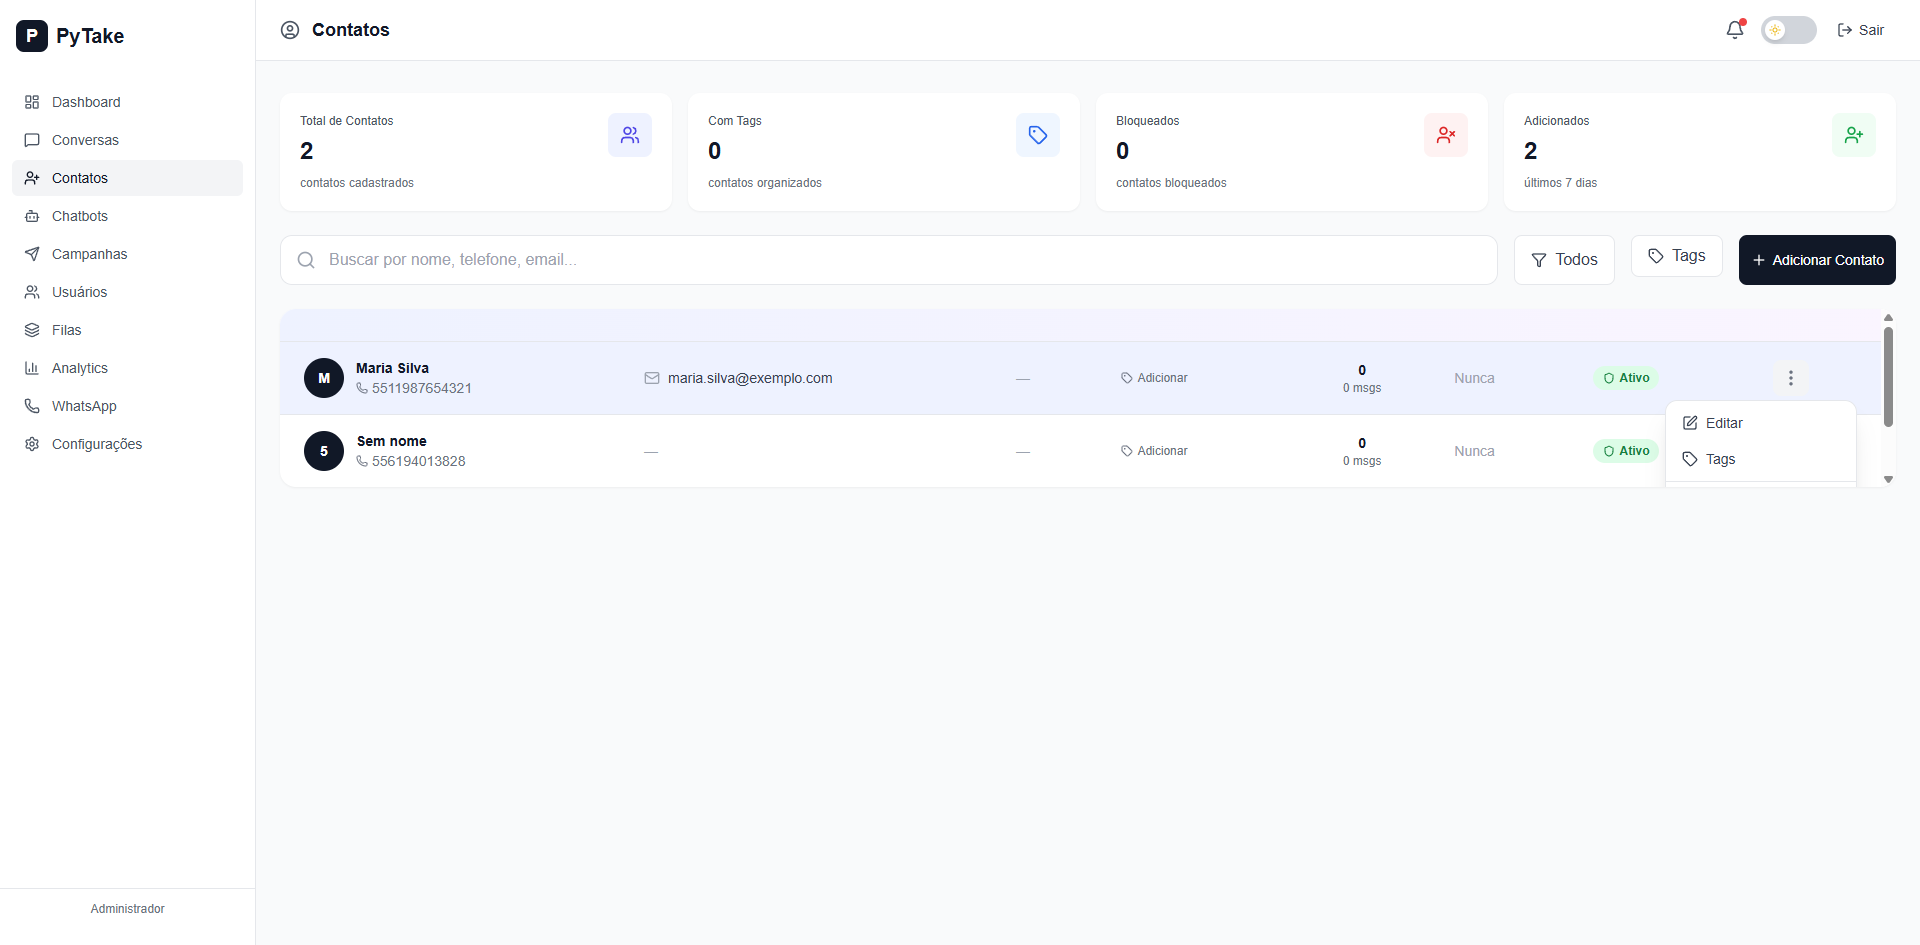 P PyTake
Dashboard
Conversas
Contatos
Chatbots
Campanhas
Usuários
Filas
Analytics
WhatsApp
Configurações
Administrador
Contatos
Sair
Total de Contatos
2
contatos cadastrados
Com Tags
0
contatos organizados
Bloqueados
0
contatos bloqueados
Adicionados
2
últimos 7 dias
Buscar por nome, telefone, email...
Todos
Tags
+ Adicionar Contato
M
Maria Silva
5511987654321
maria.silva@exemplo.com
—
Adicionar
0
0 msgs
Nunca
Ativo
5
Sem nome
556194013828
—
—
Adicionar
0
0 msgs
Nunca
Ativo
Editar
Tags